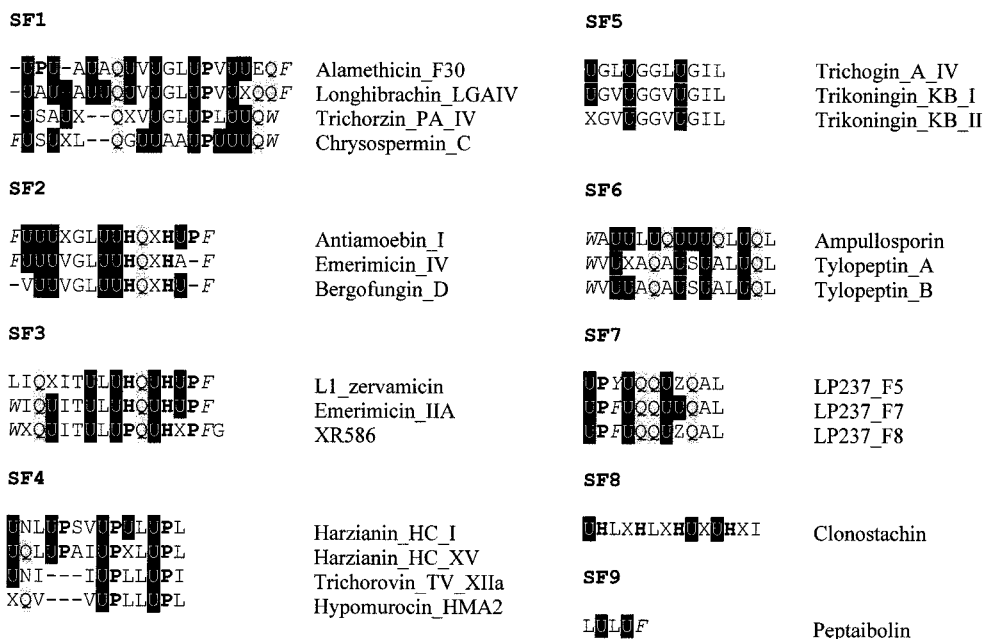 SF1
-UPU-AUAQUVUGLUPVUUEQF Alamethicin_F30
-UAUAUUQUVUGLUPVUXQQF Longhibrachin_LGAIV
-USAUX--QXVUGLUPLUUQW Trichorzin_PA_IV
FUSUXL--QGUUAAUPUUUQW Chrysospermin_C
SF2
FUUUXGLUUHQXHUPF Antiamoebin_I
FUUUVGLUUHQXHA-F Emerimicin_IV
-VUUVGLUUHQXHU-F Bergofungin_D
SF3
LIQXITULUHQUHUPF L1_zervamicin
WIQUITULUHQUHUPF Emerimicin_IIA
WXQUITULUPQUHXPFG XR586
SF4
UNLUPSVUPULUPL Harzianin_HC_I
UQLUPAIUPXLUPL Harzianin_HC_XV
UNI---IUPLLUPI Trichorovin_TV_XIIa
XQV---VUPLLUPL Hypomurocin_HMA2
SF5
UGLUGGLUGIL Trichogin_A_IV
UGVUGGVUGIL Trikoningin_KB_I
XGVUGGVUGIL Trikoningin_KB_II
SF6
WAUULUQUUUQLUQL Ampullosporin
WVUXAQAUSUALUQL Tylopeptin_A
WVUUAQAUSUALUQL Tylopeptin_B
SF7
UPYUQQUZQAL LP237_F5
UPFUQQUUQAL LP237_F7
UPFUQQUZQAL LP237_F8
SF8
UHLXHLXHUXUHXI Clonostachin
SF9
LULUF Peptaibolin